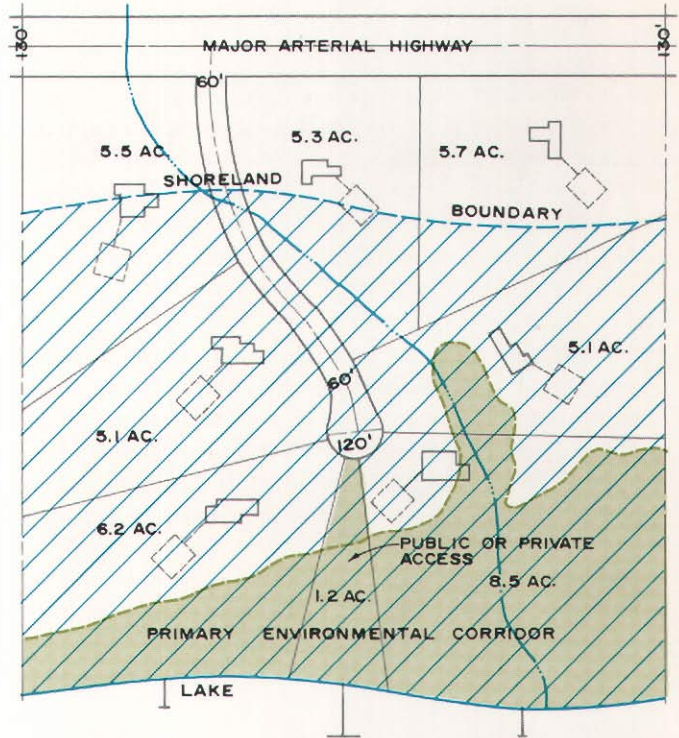 130'
130'
MAJOR ARTERIAL HIGHWAY
60'
5.5 AC.
5.3 AC.
5.7 AC.
SHORELAND
BOUNDARY
5.1 AC.
60'
5.1 AC.
120'
6.2 AC.
PUBLIC OR PRIVATE
ACCESS
8.5 AC.
1.2 AC.
PRIMARY ENVIRONMENTAL CORRIDOR
LAKE